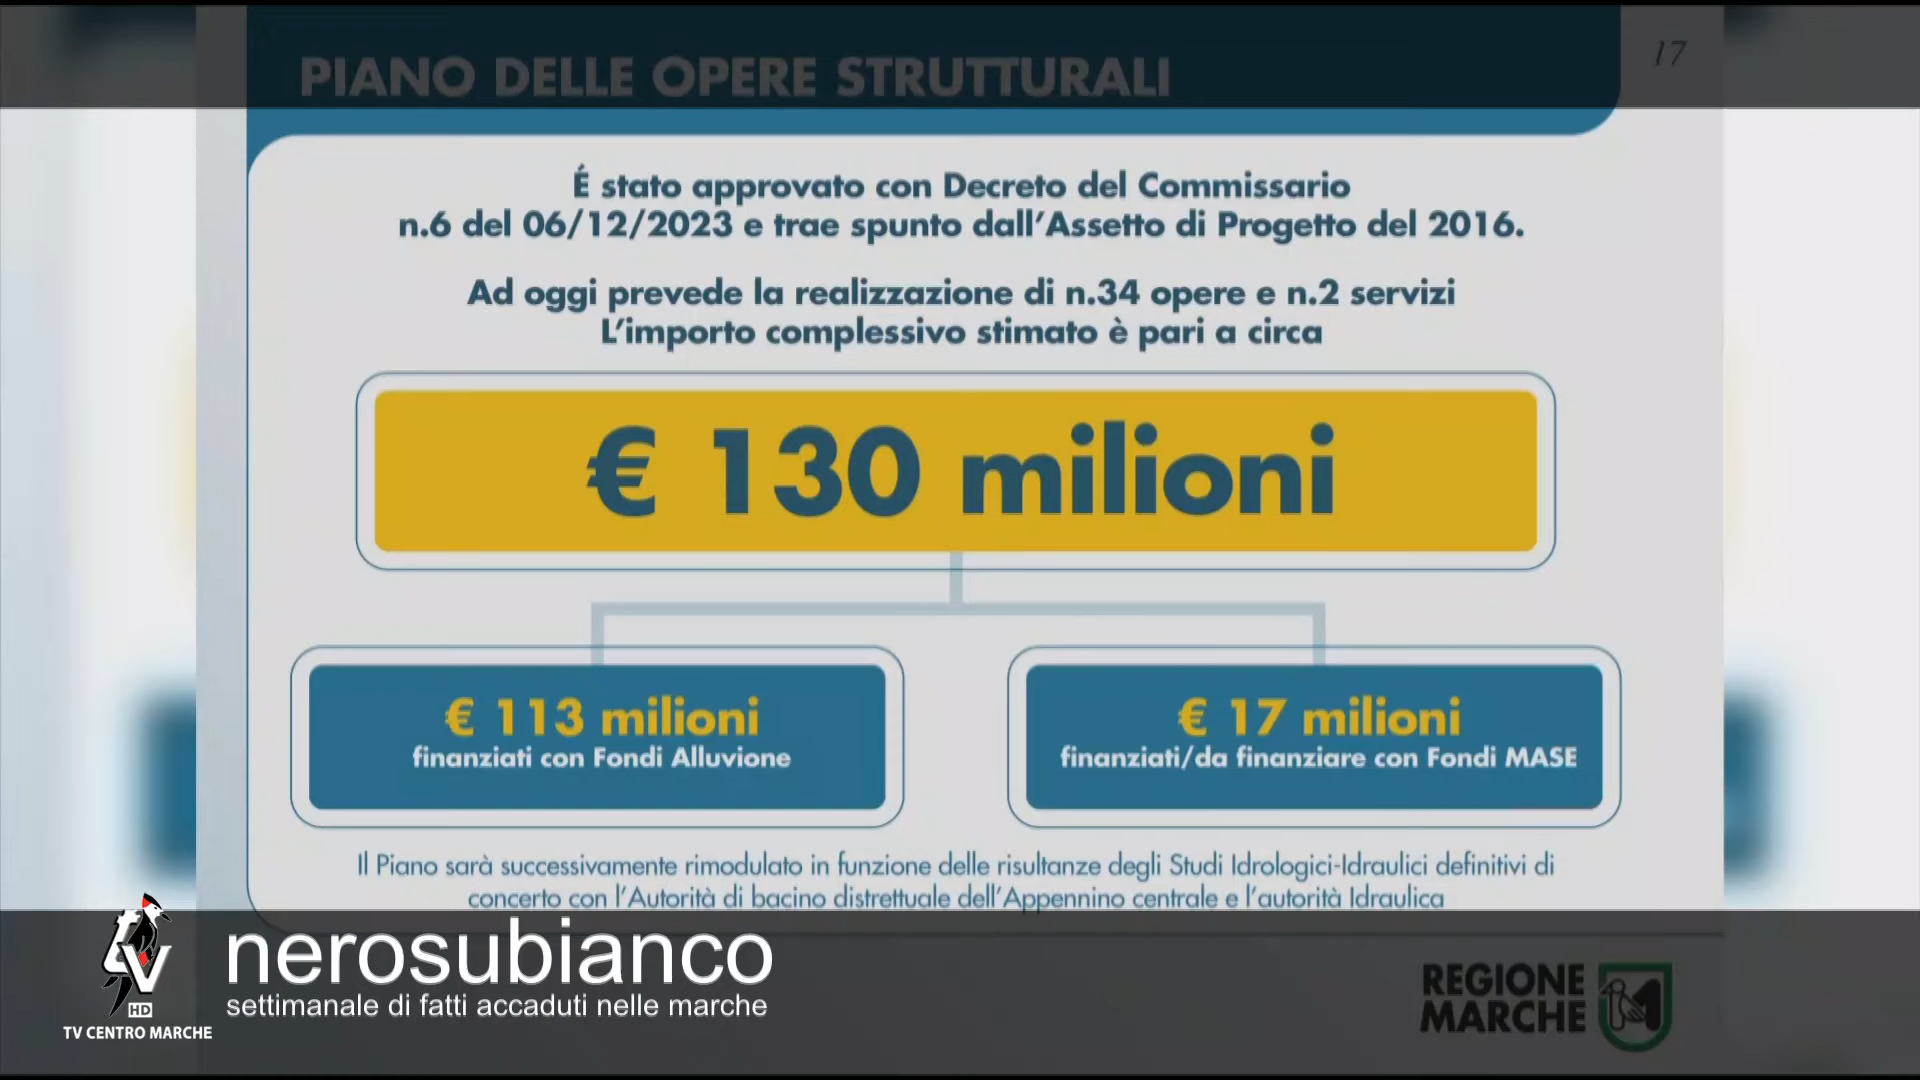 PIANO DELLE OPERE STRUTTURALI
17
É stato approvato con Decreto del Commissario
n.6 del 06/12/2023 e trae spunto dall'Assetto di Progetto del 2016.
Ad oggi prevede la realizzazione di n.34 opere e n.2 servizi
L'importo complessivo stimato è pari a circa
€ 130 milioni
€ 113 milioni
finanziati con Fondi Alluvione
€ 17 milioni
finanziati/da finanziare con Fondi MASE
Il Piano sarà successivamente rimodulato in funzione delle risultanze degli Studi Idrologici-Idraulici definitivi di
concerto con l'Autorità di bacino distrettuale dell'Appennino centrale e l'autorità Idraulica
TV
HD
TV CENTRO MARCHE
nerosubianco
settimanale di fatti accaduti nelle marche
REGIONE
MARCHE